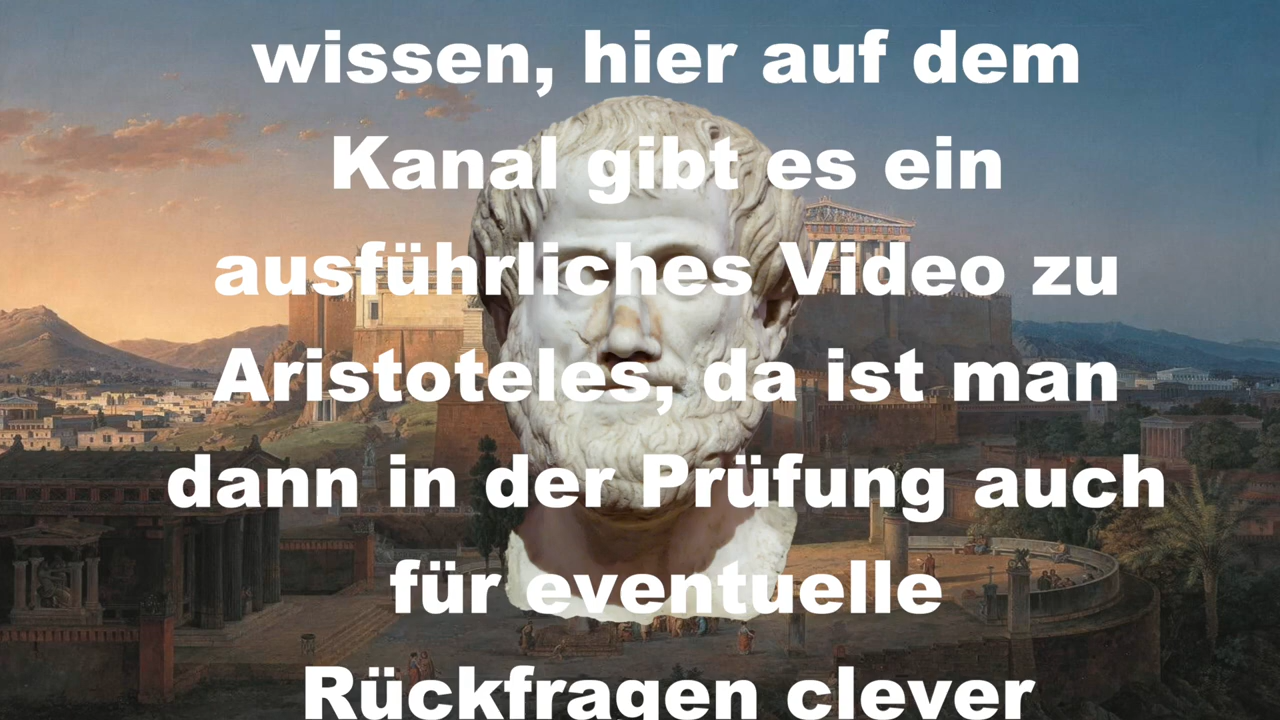 wissen, hier auf dem
Kanal gibt es ein
ausführliches Video zu
Aristoteles, da ist man
dann in der Prüfung auch
für eventuelle
Rückfragen clever